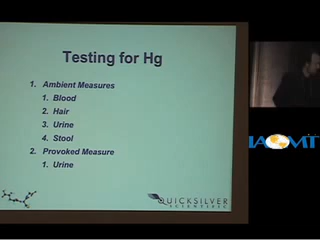 Testing for Hg
1. Ambient Measures
1. Blood
2. Hair
3. Urine
4. Stool
2. Provoked Measure
1. Urine
QUICKSILVER
SCIENTIFIC
IAOMT